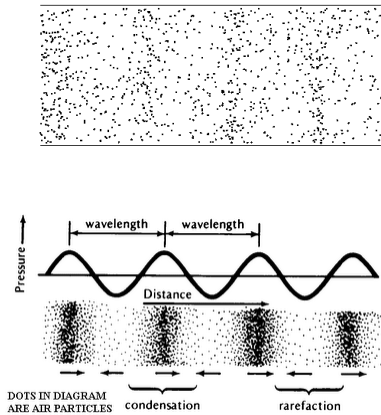 wavelength wavelength
Pressure
Distance
DOTS IN DIAGRAM
ARE AIR PARTICLES
condensation rarefaction